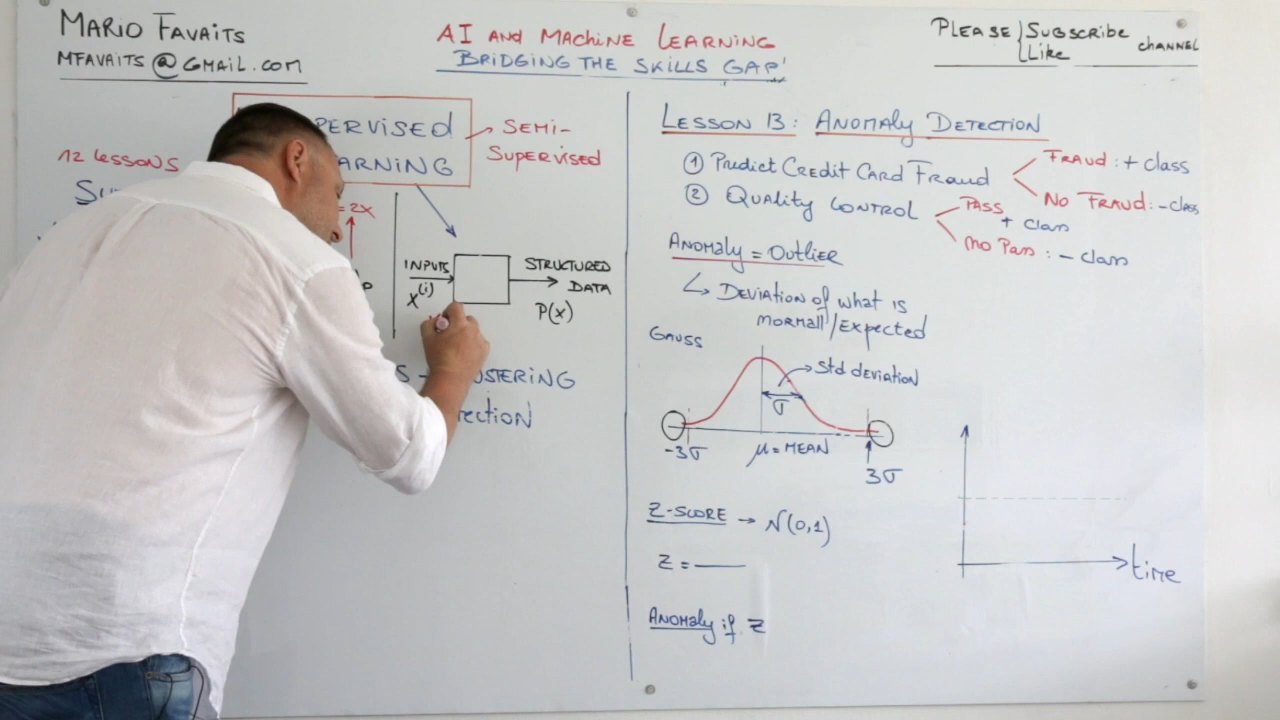 MARIO FAVAITS
MFAVAITS@GMAIL.COM
AI AND MACHINE LEARNING
'BRIDGING THE SKILLS GAP'
PLEASE Subscribe
Like
channel
PERVISED
ARNING
SEMI-
SUPERVISED
12 lessons
= 2x
INPUTS
X(i)
STRUCTURED
DATA
P(x)
LESSON 13: ANOMALY DETECTION
① Predict Credit Card Fraud
FRAUD: + class
No FRAUD: - class
② QUALITY CONTROL
PASS
+ class
No Pass: - class
ANOMALY = OUTLIER
↳ DEVIATION OF WHAT IS
NORMALL/EXPECTED
GAUSS
Std DEVIATION
σ
-3σ
μ = MEAN
3σ
Z-SCORE → N(0,1)
Z =
ANOMALY if z
time